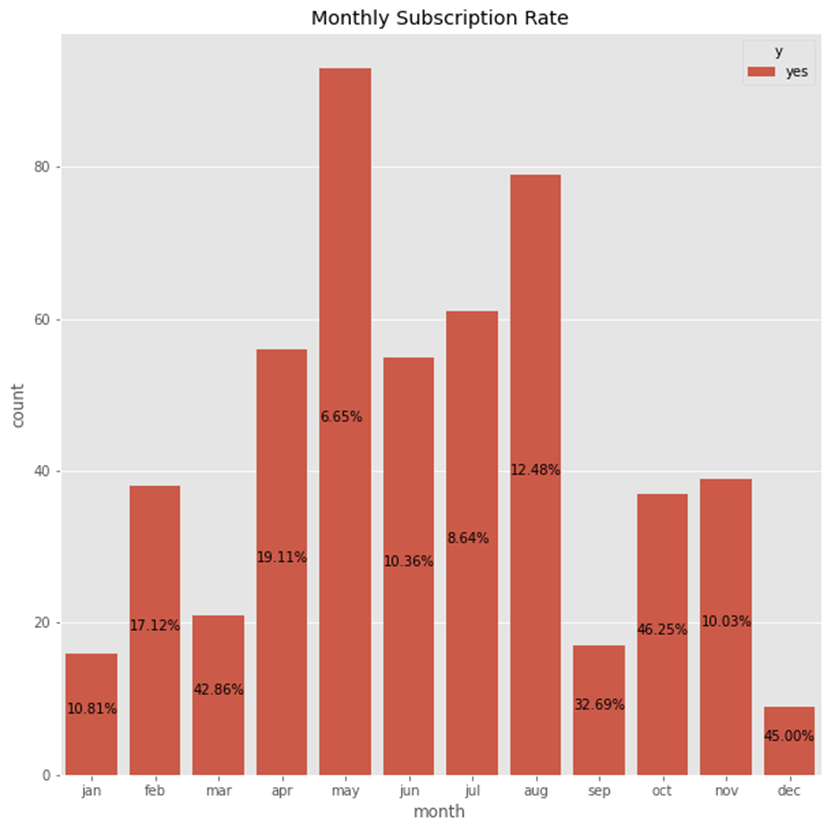 Monthly Subscription Rate
y
yes
count
80
60
40
20
0
6.65%
12.48%
8.64%
19.11%
10.36%
17.12%
46.25%
10.03%
42.86%
32.69%
10.81%
45.00%
jan feb mar apr may jun jul aug sep oct nov dec
month